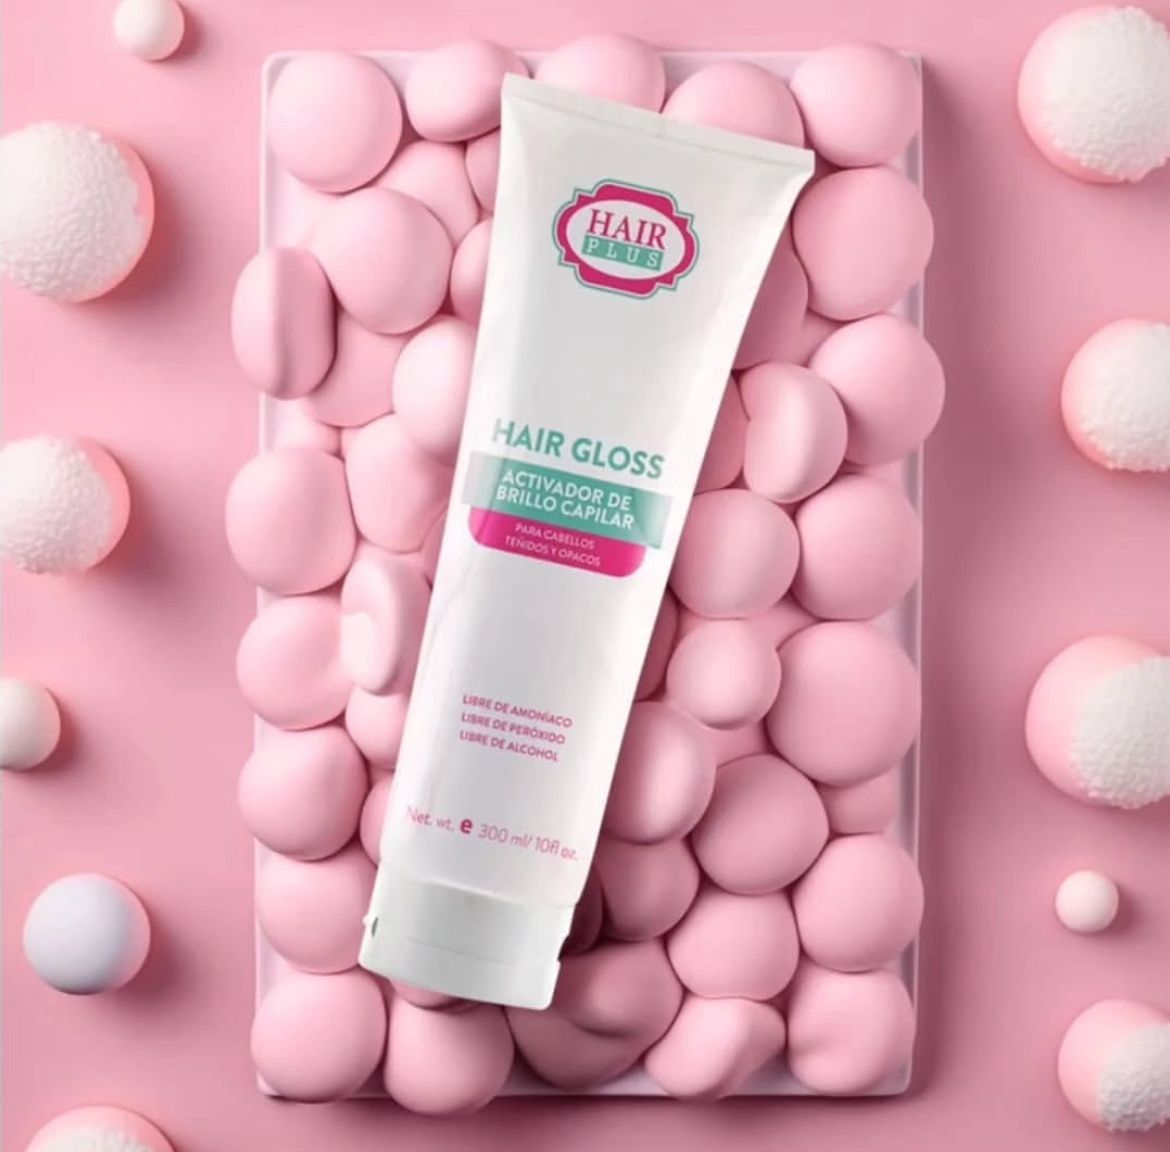 HAIR
PLUS
HAIR GLOSS
ACTIVADOR DE
BRILLO CAPILAR
PARA CABELLOS
TEÑIDOS Y OPACOS
LIBRE DE AMONÍACO
LIBRE DE PERÓXIDO
LIBRE DE ALCOHOL
Net. wt. e 300 ml/10fl oz.